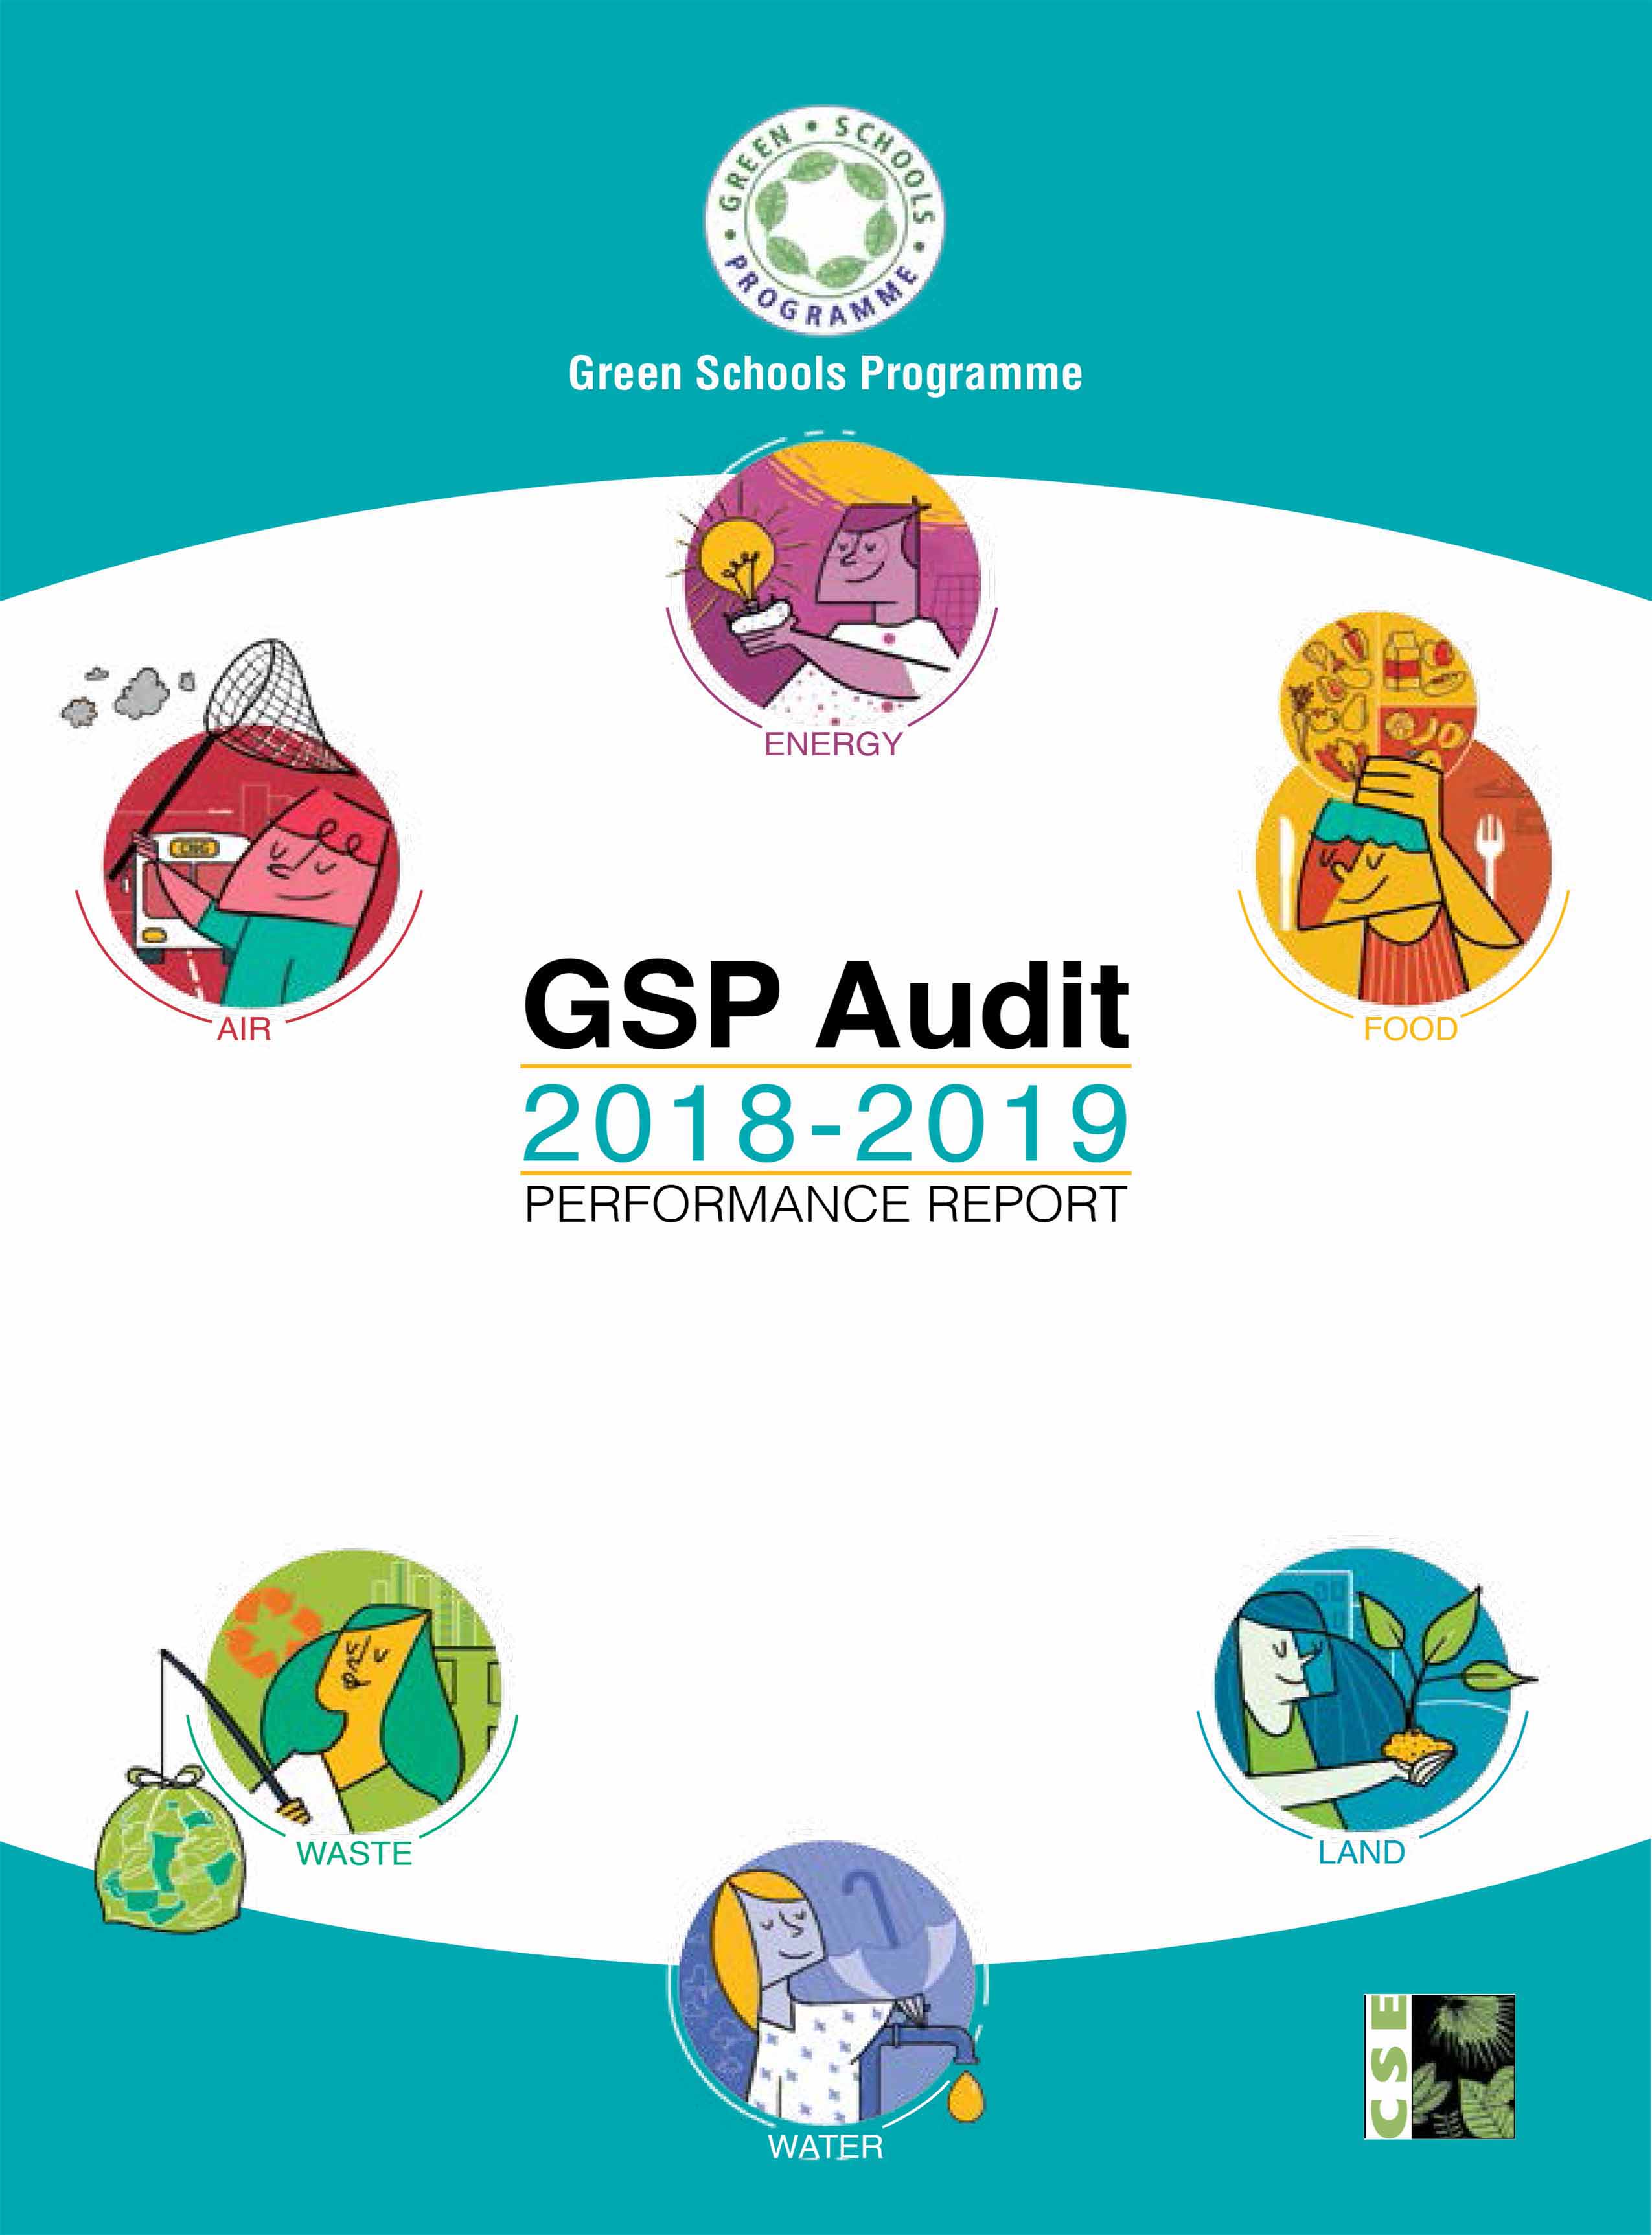 GREEN • SCHOOLS • PROGRAMME •
Green Schools Programme
ENERGY
CNG
AIR
FOOD
GSP Audit
2018-2019
PERFORMANCE REPORT
WASTE
LAND
WATER
CSE